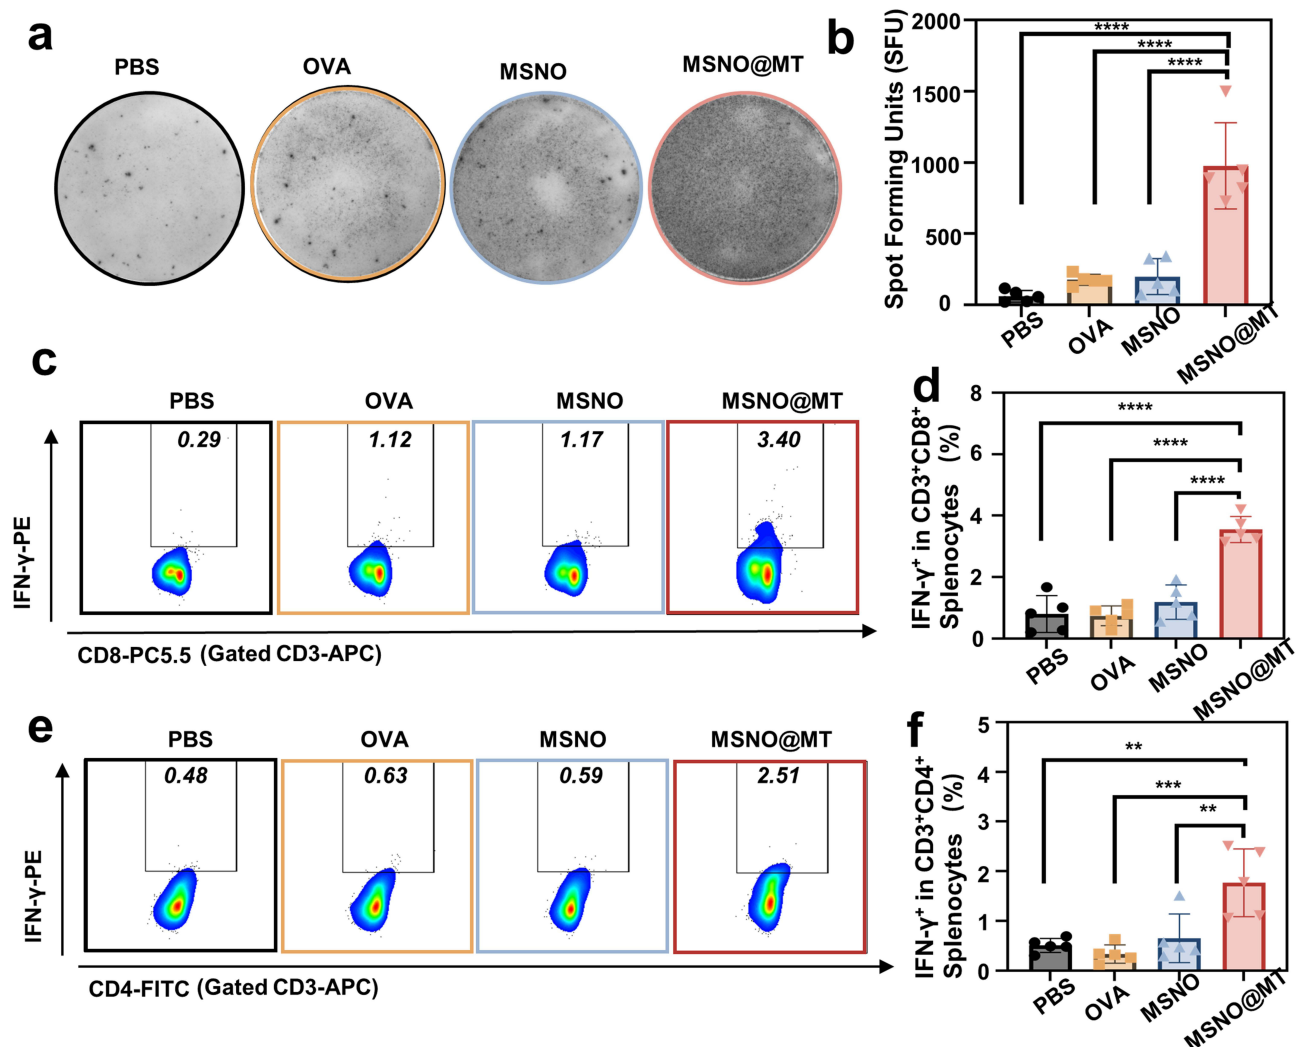 a
PBS
OVA
MSNO
MSNO@MT
b
Spot Forming Units (SFU)
2000
1500
1000
500
0
****
****
****
PBS
OVA
MSNO
MSNO@MT
c
PBS
OVA
MSNO
MSNO@MT
0.29
1.12
1.17
3.40
IFN-γ-PE
CD8-PC5.5 (Gated CD3-APC)
d
IFN-γ⁺ in CD3⁺CD8⁺
Splenocytes (%)
8
6
4
2
0
****
****
****
PBS
OVA
MSNO
MSNO@MT
e
PBS
OVA
MSNO
MSNO@MT
0.48
0.63
0.59
2.51
IFN-γ-PE
CD4-FITC (Gated CD3-APC)
f
IFN-γ⁺ in CD3⁺CD4⁺
Splenocytes (%)
5
4
3
2
1
0
**
***
**
PBS
OVA
MSNO
MSNO@MT